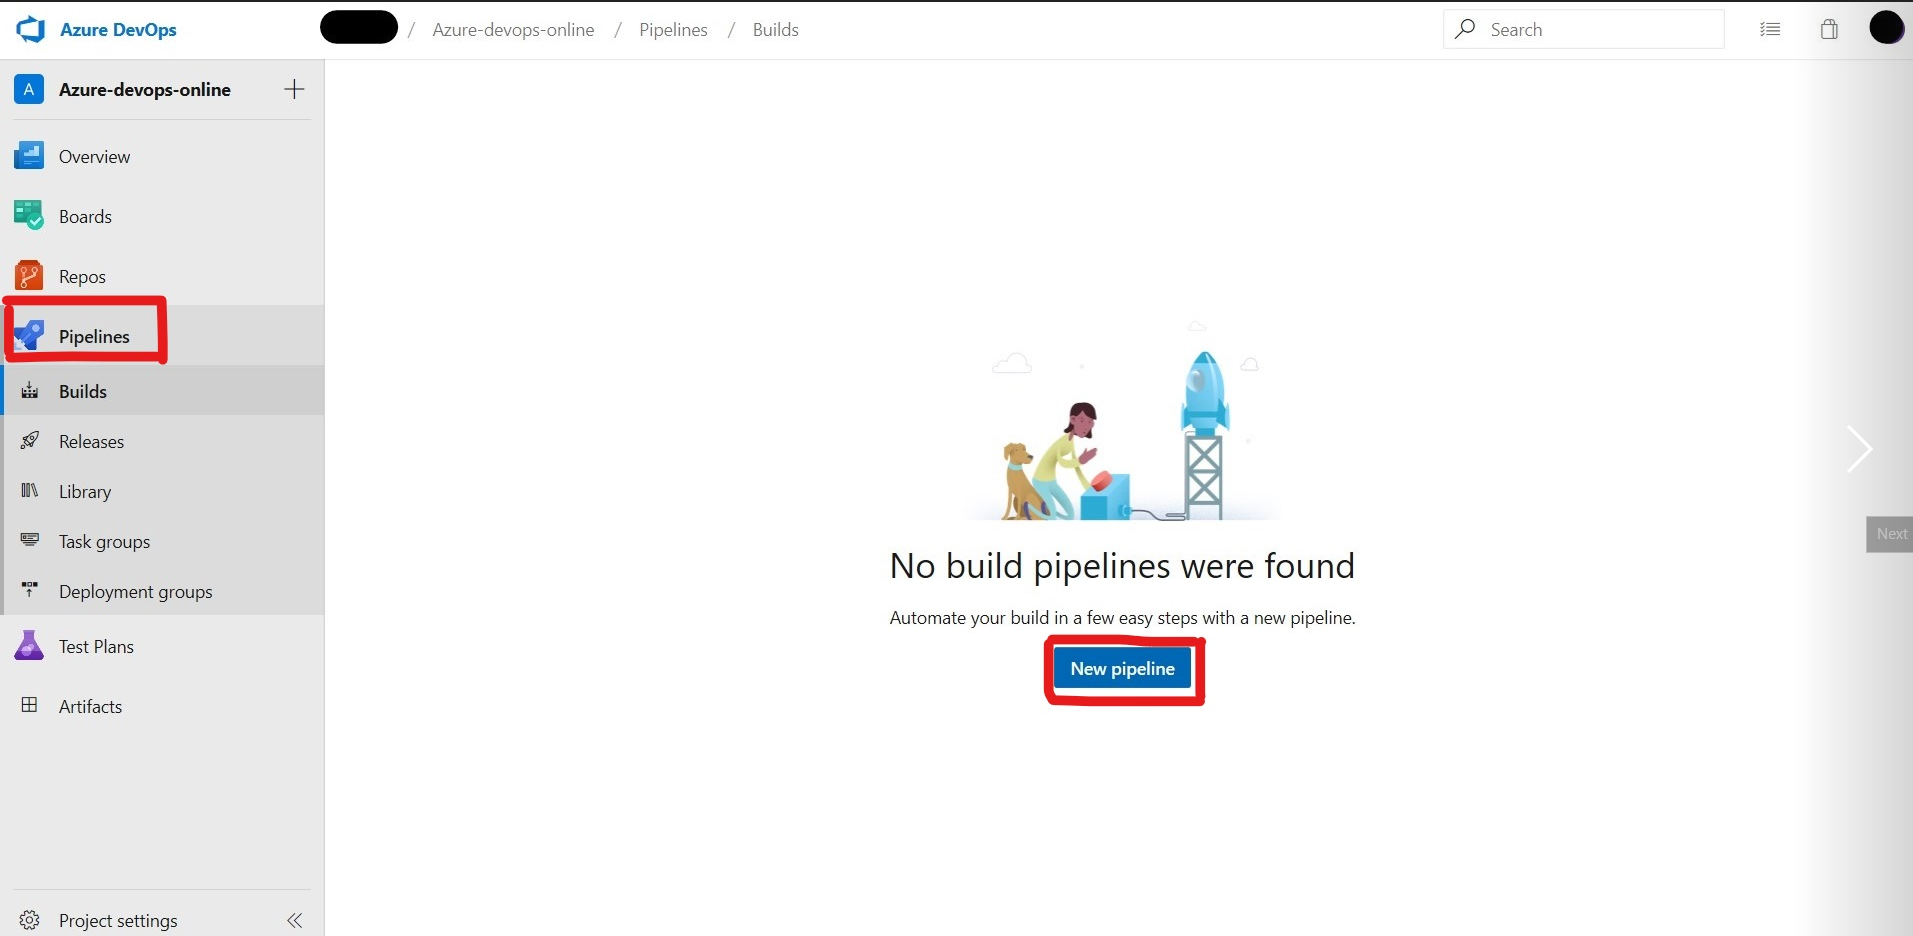 Azure DevOps
/ Azure-devops-online / Pipelines / Builds
Search
A Azure-devops-online
Overview
Boards
Repos
Pipelines
Builds
Releases
Library
Task groups
Deployment groups
Test Plans
Artifacts
Project settings
No build pipelines were found
Automate your build in a few easy steps with a new pipeline.
New pipeline
Next